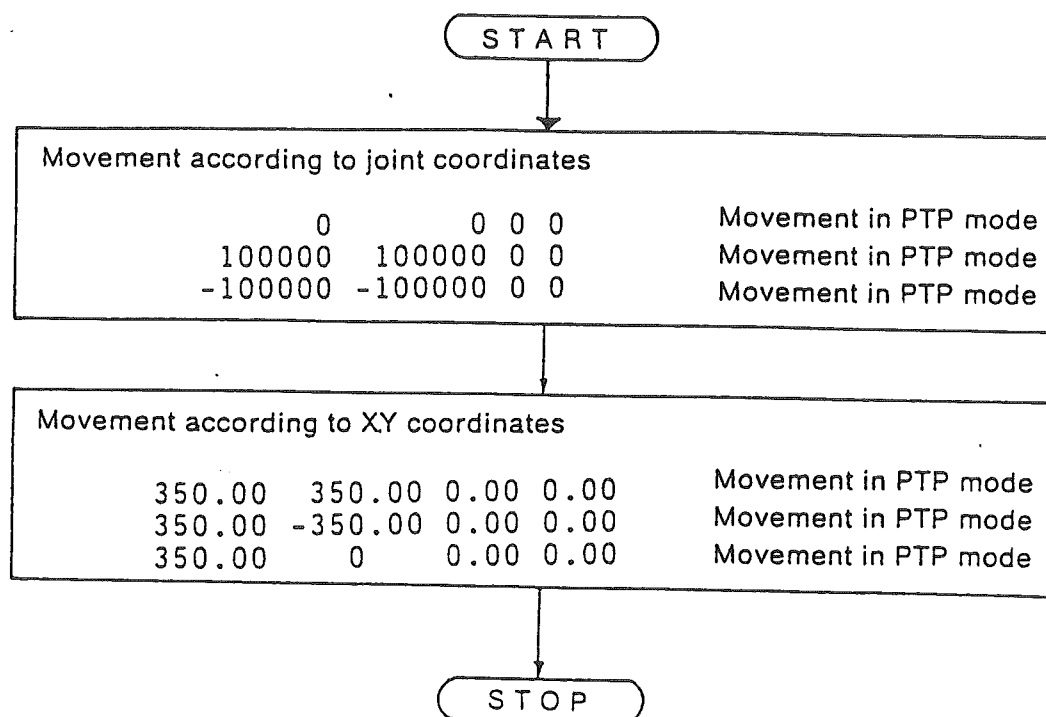 START
Movement according to joint coordinates
0 0 0 0 Movement in PTP mode
100000 100000 0 0 Movement in PTP mode
-100000 -100000 0 0 Movement in PTP mode
Movement according to XY coordinates
350.00 350.00 0.00 0.00 Movement in PTP mode
350.00 -350.00 0.00 0.00 Movement in PTP mode
350.00 0 0.00 0.00 Movement in PTP mode
STOP